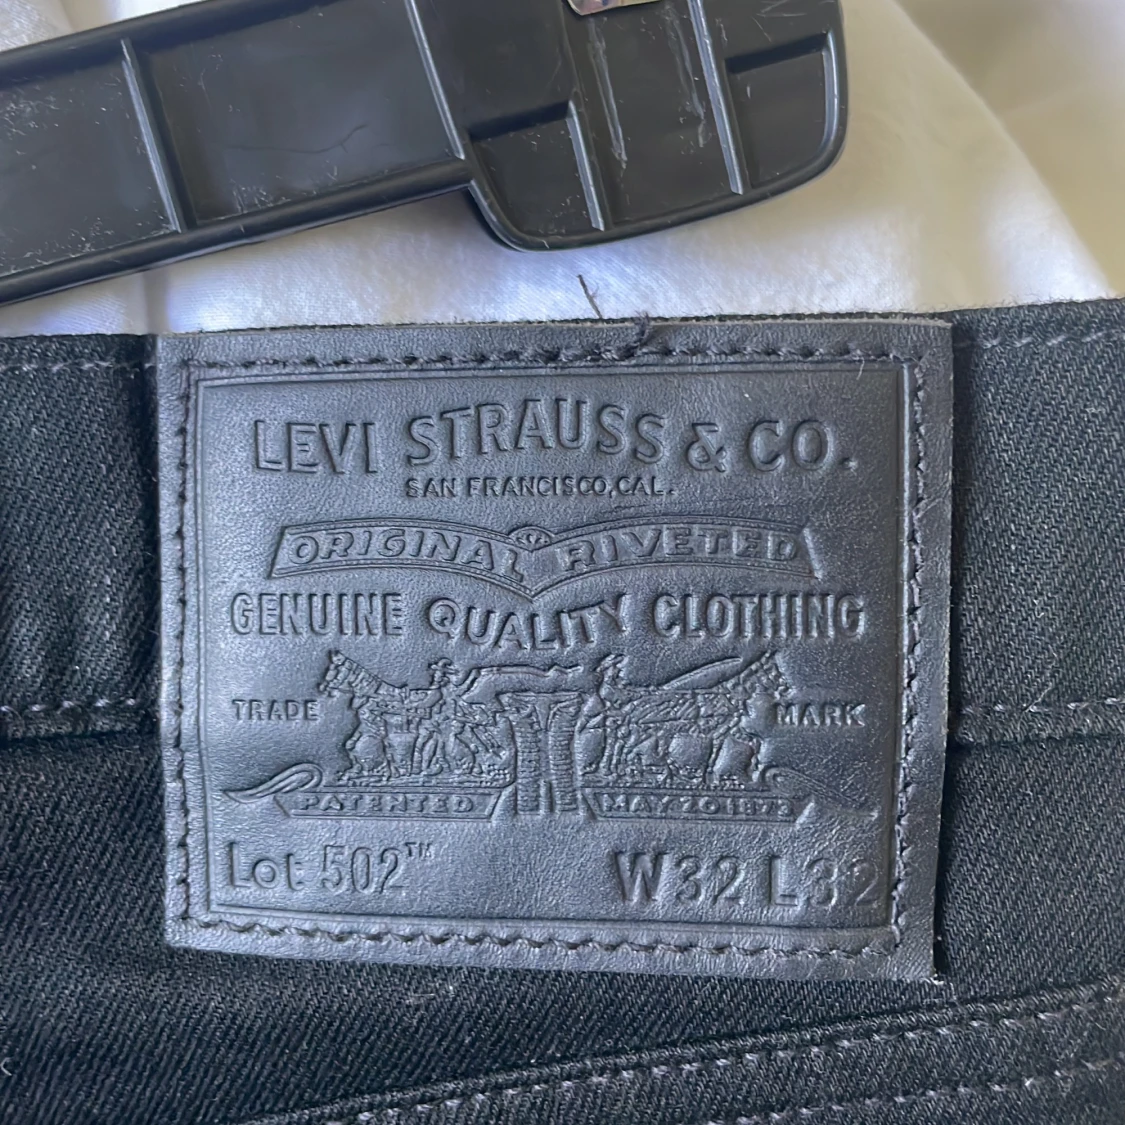 LEVI STRAUSS & CO.
SAN FRANCISCO, CAL.
ORIGINAL RIVETED
GENUINE QUALITY CLOTHING
TRADE MARK
PATENTED MAY 20 1873
Lot 502™ W32 L32